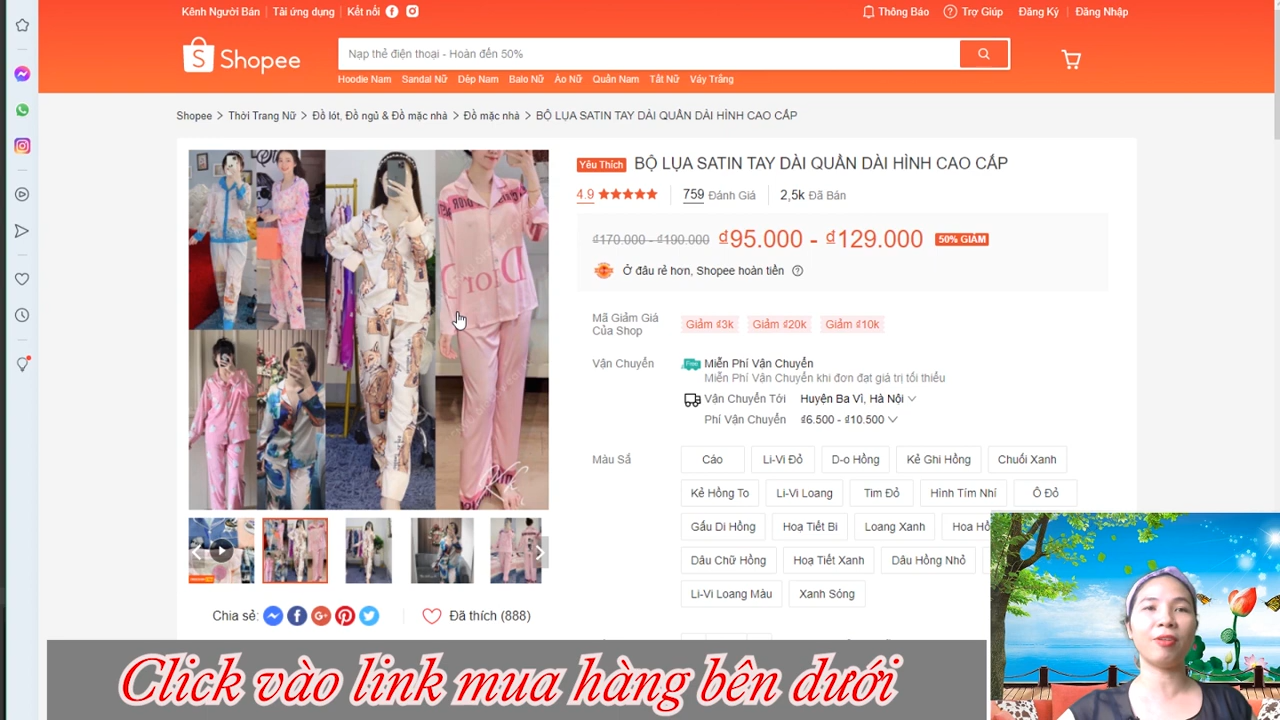 Kênh Người Bán Tải ứng dụng Kết nối
Thông Báo Trợ Giúp Đăng Ký Đăng Nhập
Shopee
Nạp thẻ điện thoại - Hoàn đến 50%
Hoodie Nam Sandal Nữ Dép Nam Balo Nữ Áo Nữ Quần Nam Tất Nữ Váy Trắng
Shopee > Thời Trang Nữ > Đồ lót, Đồ ngủ & Đồ mặc nhà > Đồ mặc nhà > BỘ LỤA SATIN TAY DÀI QUẦN DÀI HÌNH CAO CẤP
Yêu Thích BỘ LỤA SATIN TAY DÀI QUẦN DÀI HÌNH CAO CẤP
4.9 759 Đánh Giá 2,5k Đã Bán
₫170.000 - ₫190.000 ₫95.000 - ₫129.000 50% GIẢM
Ở đâu rẻ hơn, Shopee hoàn tiền
Mã Giảm Giá
Của Shop
Giảm ₫3k Giảm ₫20k Giảm ₫10k
Vận Chuyển
Miễn Phí Vận Chuyển
Miễn Phí Vận Chuyển khi đơn đạt giá trị tối thiểu
Vận Chuyển Tới Huyện Ba Vì, Hà Nội
Phí Vận Chuyển ₫6.500 - ₫10.500
Màu Sắ
Cáo Li-Vi Đỏ D-o Hồng Kẻ Ghi Hồng Chuối Xanh
Kẻ Hồng To Li-Vi Loang Tim Đỏ Hình Tím Nhí Ô Đỏ
Gấu Di Hồng Hoạ Tiết Bi Loang Xanh Hoa Hồ
Dâu Chữ Hồng Hoạ Tiết Xanh Dâu Hồng Nhỏ
Li-Vi Loang Màu Xanh Sóng
Chia sẻ: Đã thích (888)
Click vào link mua hàng bên dưới